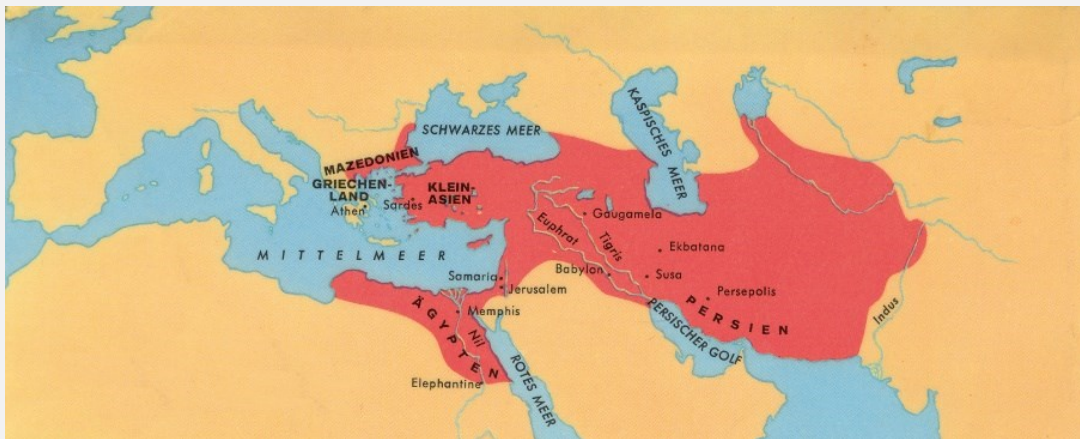 SCHWARZES MEER
KASPISCHES MEER
MAZEDONIEN
GRIECHEN-
LAND
Athen
KLEIN-
ASIEN
Sardes
Gaugamela
Euphrat
Tigris
Ekbatana
MITTELMEER
Babylon
Susa
Samaria
Jerusalem
Persepolis
PERSIEN
PERSISCHER GOLF
Indus
ÄGYPTEN
Memphis
Nil
ROTES MEER
Elephantine